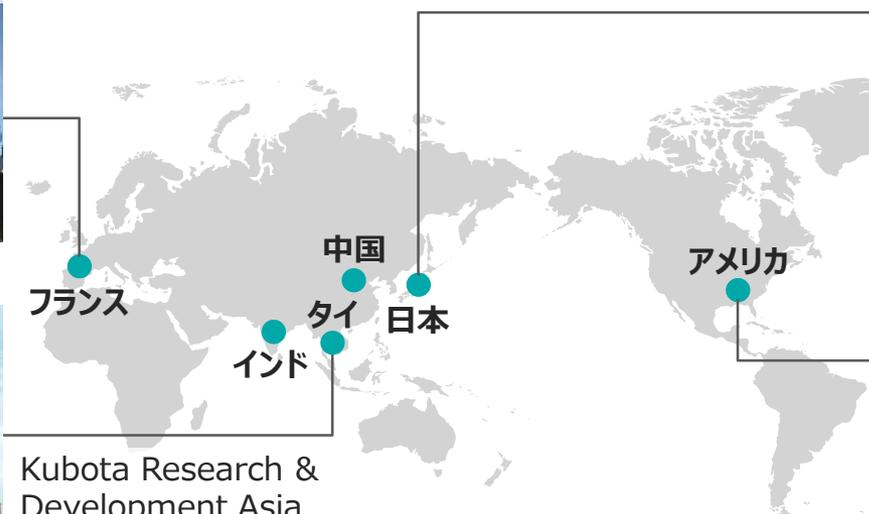 中国
アメリカ
フランス
タイ
日本
インド
Kubota Research &
Development Asia